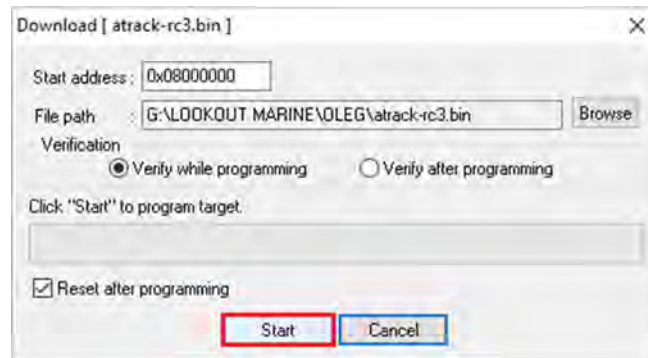 Download [ atrack-rc3.bin ]
Start address : 0x08000000
File path : G:\LOOKOUT MARINE\OLEG\atrack-rc3.bin Browse
Verification
Verify while programming Verify after programming
Click "Start" to program target.
Reset after programming
Start Cancel